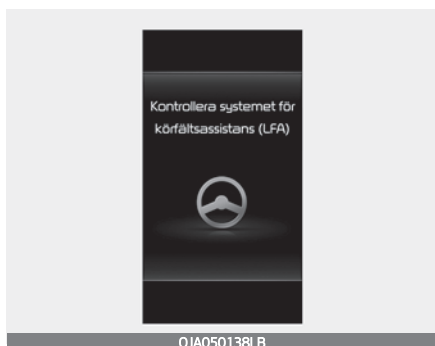 Kontrollera systemet för
körfältsassistans (LFA)
OJA050138LB